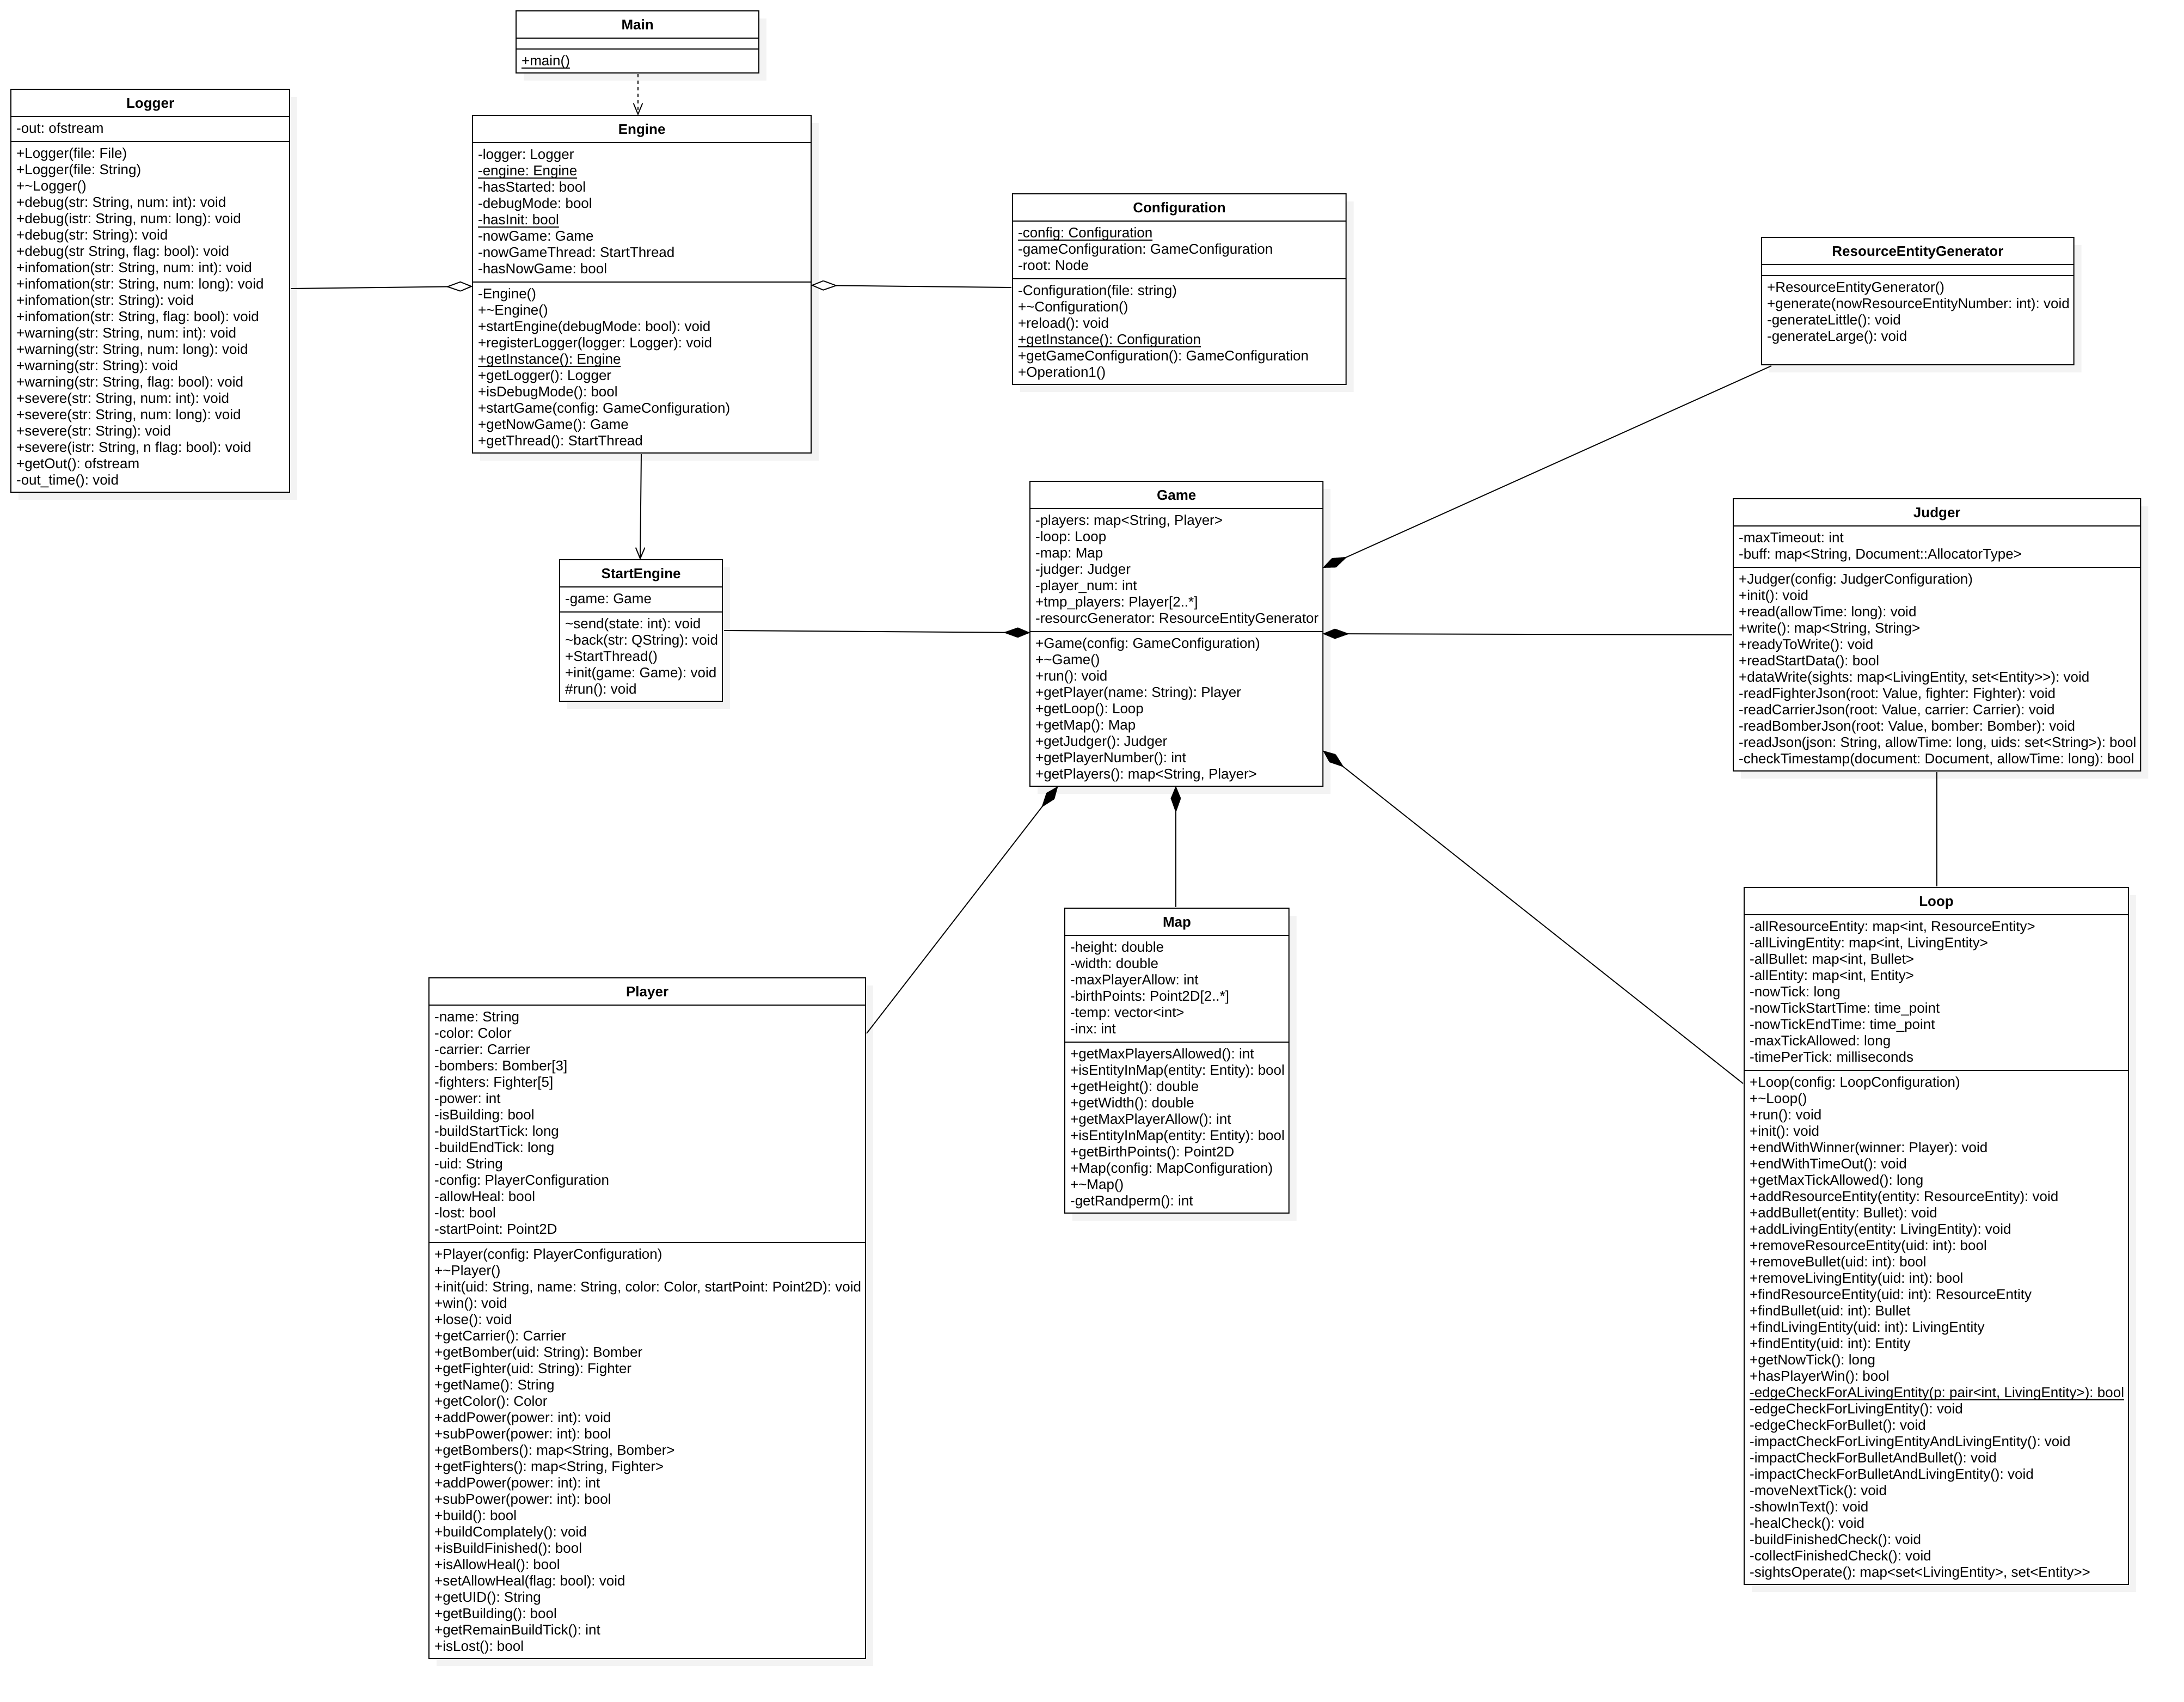 Main
+main()
Logger
-out: ofstream
+Logger(file: File)
+Logger(file: String)
+~Logger()
+debug(str: String, num: int): void
+debug(istr: String, num: long): void
+debug(str: String): void
+debug(str String, flag: bool): void
+infomation(str: String, num: int): void
+infomation(str: String, num: long): void
+infomation(str: String): void
+infomation(str: String, flag: bool): void
+warning(str: String, num: int): void
+warning(str: String, num: long): void
+warning(str: String): void
+warning(str: String, flag: bool): void
+severe(str: String, num: int): void
+severe(str: String, num: long): void
+severe(str: String): void
+severe(istr: String, n flag: bool): void
+getOut(): ofstream
-out_time(): void
Engine
-logger: Logger
-engine: Engine
-hasStarted: bool
-debugMode: bool
-hasInit: bool
-nowGame: Game
-nowGameThread: StartThread
-hasNowGame: bool
-Engine()
+~Engine()
+startEngine(debugMode: bool): void
+registerLogger(logger: Logger): void
+getInstance(): Engine
+getLogger(): Logger
+isDebugMode(): bool
+startGame(config: GameConfiguration)
+getNowGame(): Game
+getThread(): StartThread
Configuration
-config: Configuration
-gameConfiguration: GameConfiguration
-root: Node
-Configuration(file: string)
+~Configuration()
+reload(): void
+getInstance(): Configuration
+getGameConfiguration(): GameConfiguration
+Operation1()
ResourceEntityGenerator
+ResourceEntityGenerator()
+generate(nowResourceEntityNumber: int): void
-generateLittle(): void
-generateLarge(): void
StartEngine
-game: Game
~send(state: int): void
~back(str: QString): void
+StartThread()
+init(game: Game): void
#run(): void
Game
-players: map<String, Player>
-loop: Loop
-map: Map
-judger: Judger
-player_num: int
+tmp_players: Player[2..*]
-resourcGenerator: ResourceEntityGenerator
+Game(config: GameConfiguration)
+~Game()
+run(): void
+getPlayer(name: String): Player
+getLoop(): Loop
+getMap(): Map
+getJudger(): Judger
+getPlayerNumber(): int
+getPlayers(): map<String, Player>
Judger
-maxTimeout: int
-buff: map<String, Document::AllocatorType>
+Judger(config: JudgerConfiguration)
+init(): void
+read(allowTime: long): void
+write(): map<String, String>
+readyToWrite(): void
+readStartData(): bool
+dataWrite(sights: map<LivingEntity, set<Entity>>): void
-readFighterJson(root: Value, fighter: Fighter): void
-readCarrierJson(root: Value, carrier: Carrier): void
-readBomberJson(root: Value, bomber: Bomber): void
-readJson(json: String, allowTime: long, uids: set<String>): bool
-checkTimestamp(document: Document, allowTime: long): bool
Player
-name: String
-color: Color
-carrier: Carrier
-bombers: Bomber[3]
-fighters: Fighter[5]
-power: int
-isBuilding: bool
-buildStartTick: long
-buildEndTick: long
-uid: String
-config: PlayerConfiguration
-allowHeal: bool
-lost: bool
-startPoint: Point2D
+Player(config: PlayerConfiguration)
+~Player()
+init(uid: String, name: String, color: Color, startPoint: Point2D): void
+win(): void
+lose(): void
+getCarrier(): Carrier
+getBomber(uid: String): Bomber
+getFighter(uid: String): Fighter
+getName(): String
+getColor(): Color
+addPower(power: int): void
+subPower(power: int): bool
+getBombers(): map<String, Bomber>
+getFighters(): map<String, Fighter>
+addPower(power: int): int
+subPower(power: int): bool
+build(): bool
+buildComplately(): void
+isBuildFinished(): bool
+isAllowHeal(): bool
+setAllowHeal(flag: bool): void
+getUID(): String
+getBuilding(): bool
+getRemainBuildTick(): int
+isLost(): bool
Map
-height: double
-width: double
-maxPlayerAllow: int
-birthPoints: Point2D[2..*]
-temp: vector<int>
-inx: int
+getMaxPlayersAllowed(): int
+isEntityInMap(entity: Entity): bool
+getHeight(): double
+getWidth(): double
+getMaxPlayerAllow(): int
+isEntityInMap(entity: Entity): bool
+getBirthPoints(): Point2D
+Map(config: MapConfiguration)
+~Map()
-getRandperm(): int
Loop
-allResourceEntity: map<int, ResourceEntity>
-allLivingEntity: map<int, LivingEntity>
-allBullet: map<int, Bullet>
-allEntity: map<int, Entity>
-nowTick: long
-nowTickStartTime: time_point
-nowTickEndTime: time_point
-maxTickAllowed: long
-timePerTick: milliseconds
+Loop(config: LoopConfiguration)
+~Loop()
+run(): void
+init(): void
+endWithWinner(winner: Player): void
+endWithTimeOut(): void
+getMaxTickAllowed(): long
+addResourceEntity(entity: ResourceEntity): void
+addBullet(entity: Bullet): void
+addLivingEntity(entity: LivingEntity): void
+removeResourceEntity(uid: int): bool
+removeBullet(uid: int): bool
+removeLivingEntity(uid: int): bool
+findResourceEntity(uid: int): ResourceEntity
+findBullet(uid: int): Bullet
+findLivingEntity(uid: int): LivingEntity
+findEntity(uid: int): Entity
+getNowTick(): long
+hasPlayerWin(): bool
-edgeCheckForALivingEntity(p: pair<int, LivingEntity>): bool
-edgeCheckForLivingEntity(): void
-edgeCheckForBullet(): void
-impactCheckForLivingEntityAndLivingEntity(): void
-impactCheckForBulletAndBullet(): void
-impactCheckForBulletAndLivingEntity(): void
-moveNextTick(): void
-showInText(): void
-healCheck(): void
-buildFinishedCheck(): void
-collectFinishedCheck(): void
-sightsOperate(): map<set<LivingEntity>, set<Entity>>